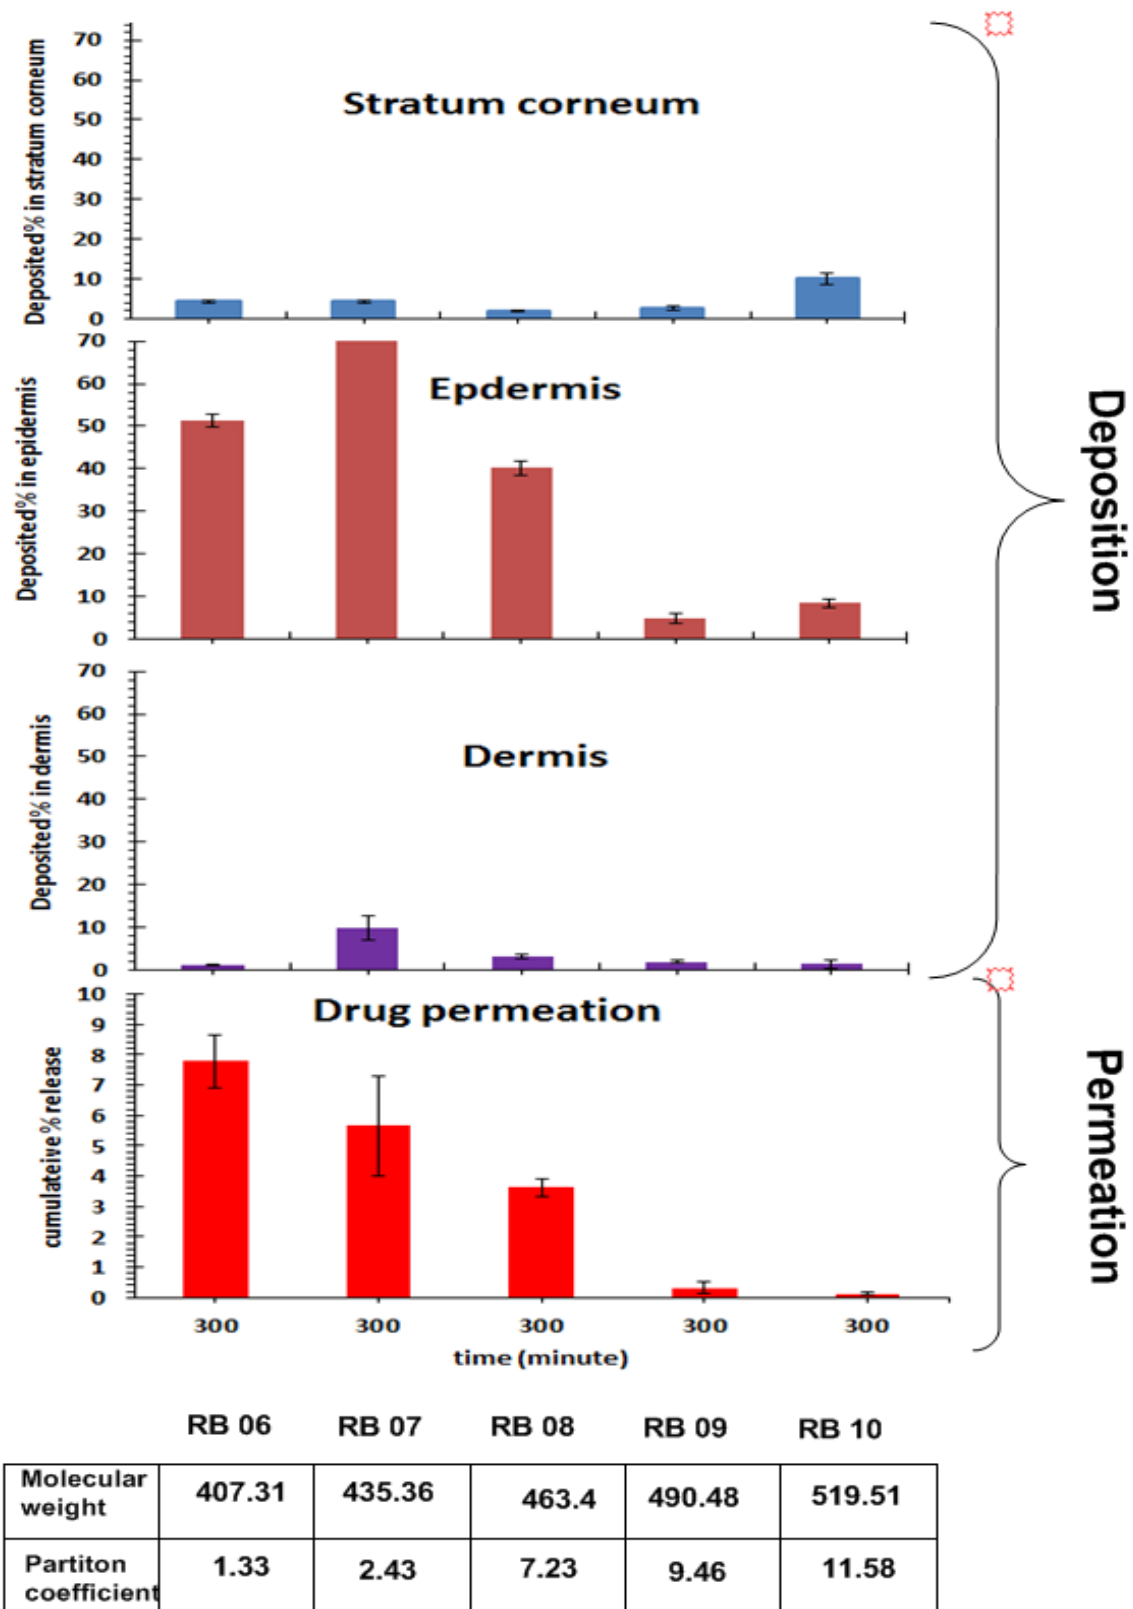 Deposited% in stratum corneum
70
60
50
40
30
20
10
0
Stratum corneum
Deposited% in epidermis
70
60
50
40
30
20
10
0
Epdermis
Deposited% in dermis
70
60
50
40
30
20
10
0
Dermis
Deposition
cumulateive % release
10
9
8
7
6
5
4
3
2
1
0
Drug permeation
300 300 300 300 300
time (minute)
Permeation
RB 06 RB 07 RB 08 RB 09 RB 10
Molecular
weight
407.31 435.36 463.4 490.48 519.51
Partiton
coefficient
1.33 2.43 7.23 9.46 11.58